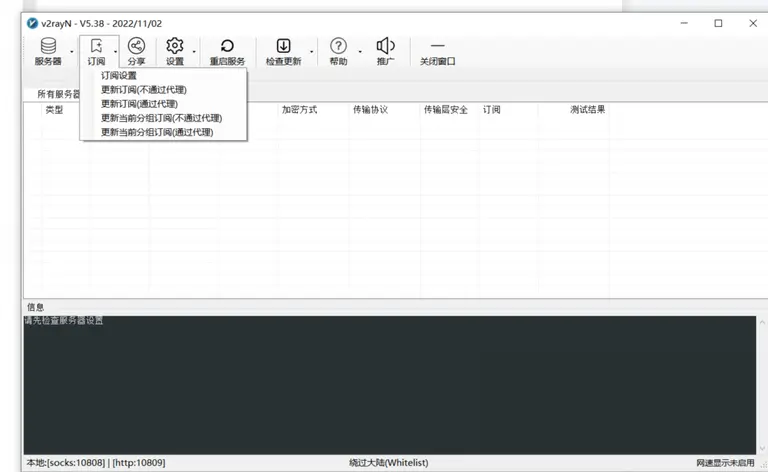 v2rayN - V5.38 - 2022/11/02
服务器 订阅 分享 设置 重启服务 检查更新 帮助 推广 关闭窗口
订阅设置
更新订阅(不通过代理)
更新订阅(通过代理)
更新当前分组订阅(不通过代理)
更新当前分组订阅(通过代理)
所有服务器
类型 加密方式 传输协议 传输层安全 订阅 测试结果
信息
请先检查服务器设置
本地:[socks:10808] | [http:10809] 绕过大陆(Whitelist) 网速显示未启用